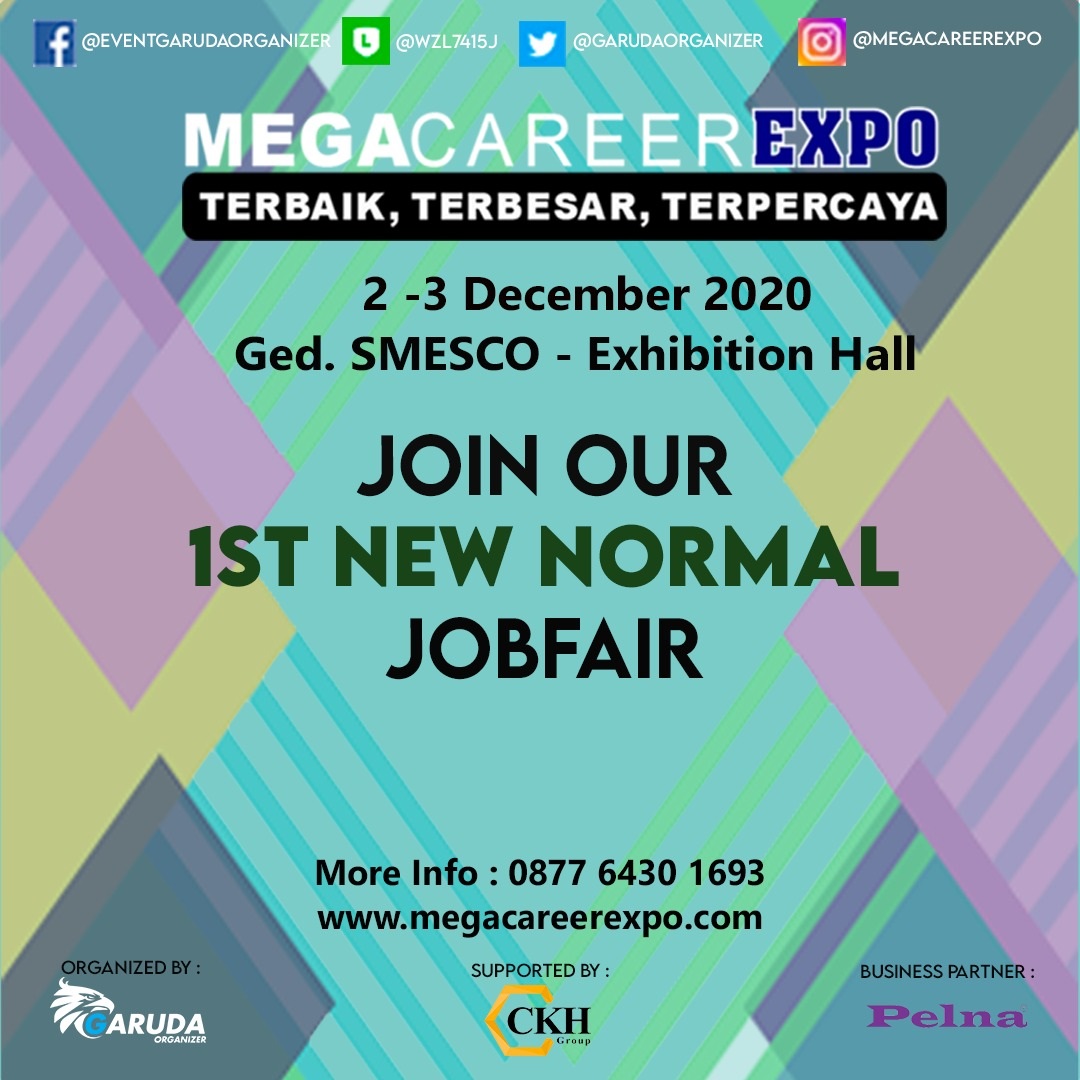 @EVENTGARUDAORGANIZER @WZL7415J @GARUDAORGANIZER @MEGACAREEREXPO
MEGACAREEREXPO
TERBAIK, TERBESAR, TERPERCAYA
2 -3 December 2020
Ged. SMESCO - Exhibition Hall
JOIN OUR
1ST NEW NORMAL
JOBFAIR
More Info : 0877 6430 1693
www.megacareerexpo.com
ORGANIZED BY :
GARUDA
ORGANIZER
SUPPORTED BY :
CKH
Group
BUSINESS PARTNER :
Pelna